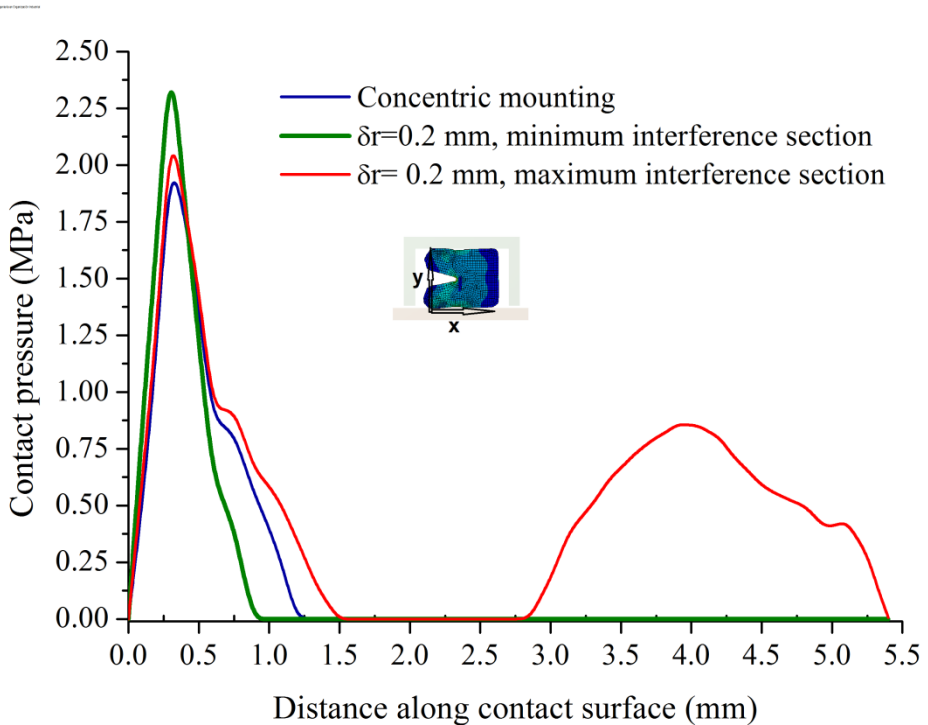 2.50
2.25
2.00
1.75
1.50
1.25
1.00
0.75
0.50
0.25
0.00
Contact pressure (MPa)
Concentric mounting
δr=0.2 mm, minimum interference section
δr= 0.2 mm, maximum interference section
y
x
0.0 0.5 1.0 1.5 2.0 2.5 3.0 3.5 4.0 4.5 5.0 5.5
Distance along contact surface (mm)